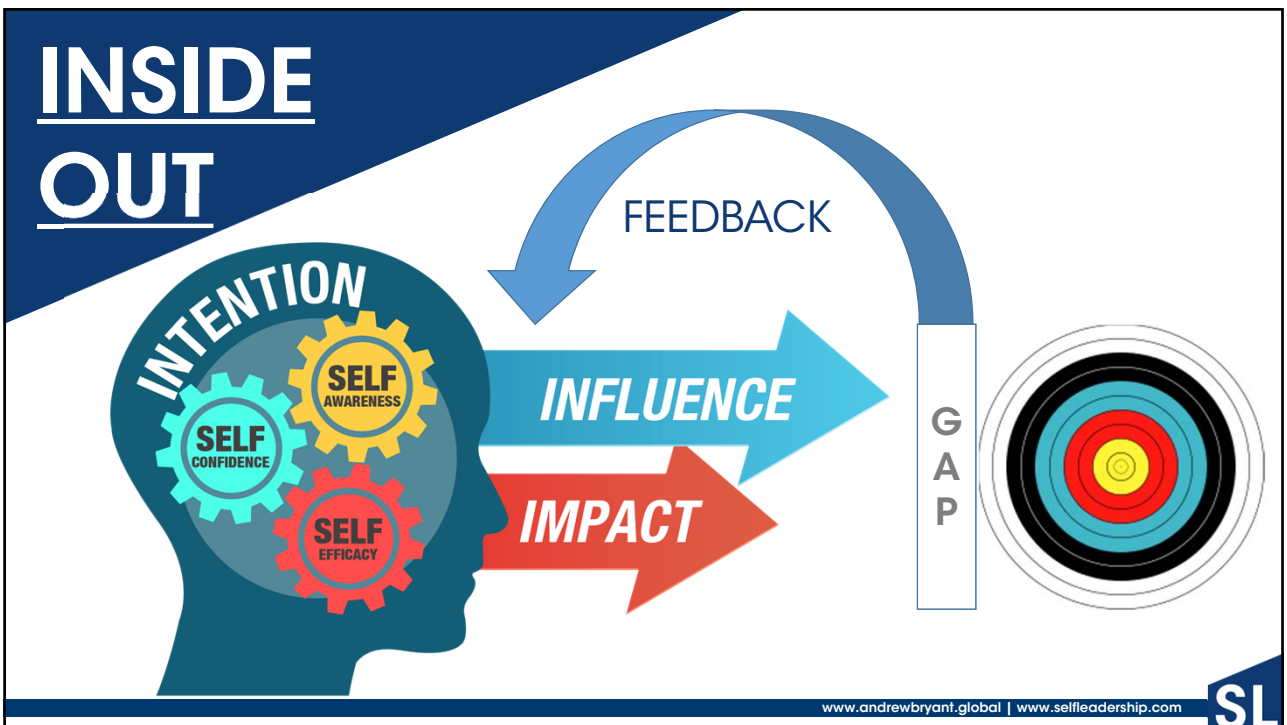 INSIDE
OUT
FEEDBACK
INTENTION
SELF
AWARENESS
SELF
CONFIDENCE
SELF
EFFICACY
INFLUENCE
IMPACT
G
A
P
www.andrewbryant.global | www.selfleadership.com
SL